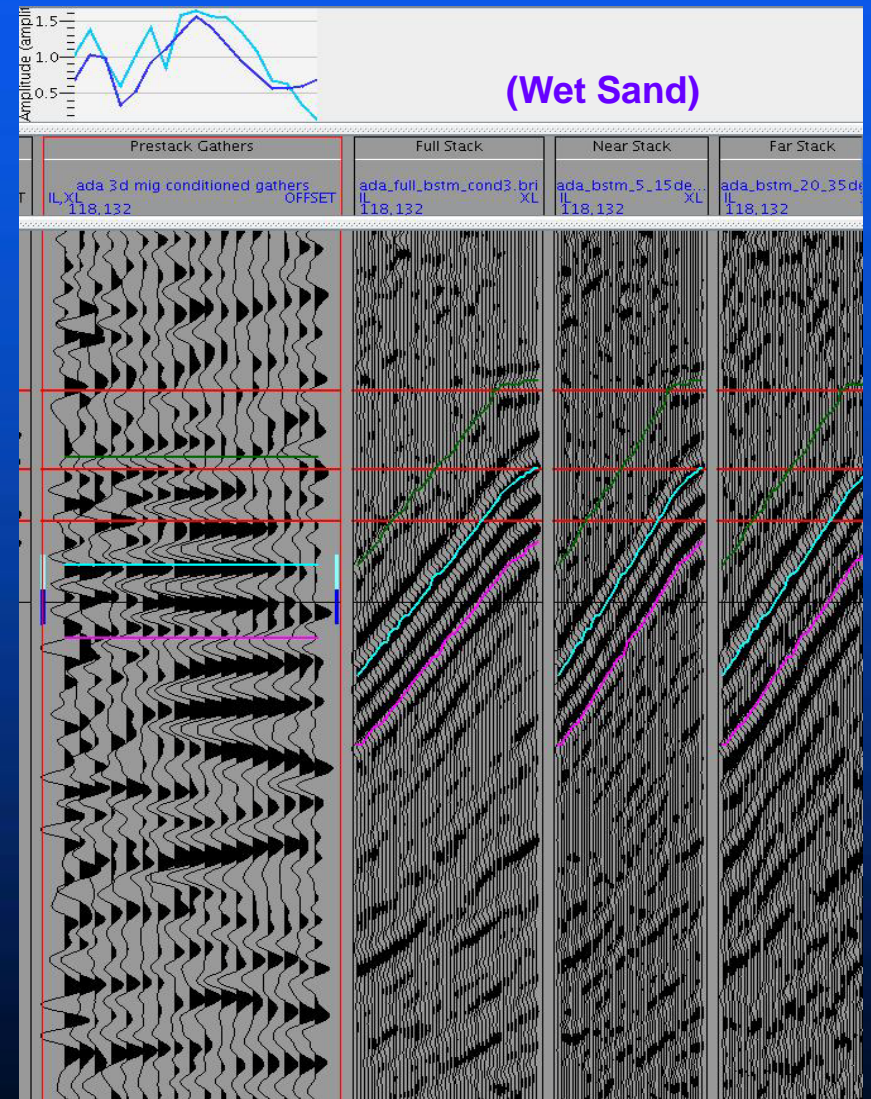 Amplitude (amplit
1.5
1.0
0.5
(Wet Sand)
Prestack Gathers
Full Stack
Near Stack
Far Stack
T
ada 3d mig conditioned gathers
IL,XL
OFFSET
118,132
ada_full_bstm_cond3.bri
IL
XL
118,132
ada_bstm_5_15de...
IL
XL
118,132
ada_bstm_20_35de
IL
118,132